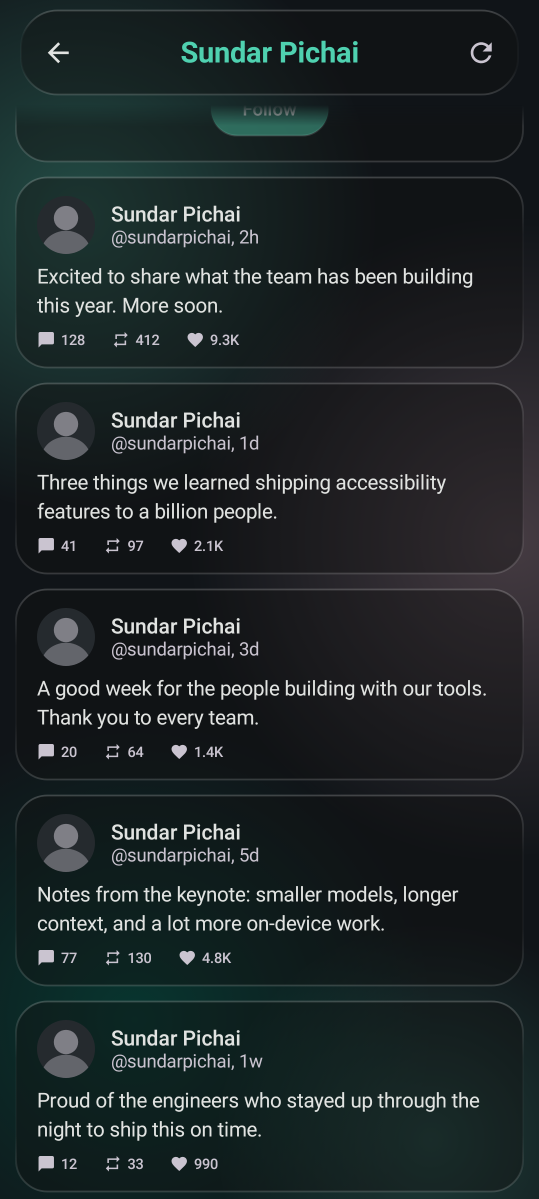 Sundar Pichai
Follow
Sundar Pichai
@sundarpichai, 2h
Excited to share what the team has been building
this year. More soon.
128 412 9.3K
Sundar Pichai
@sundarpichai, 1d
Three things we learned shipping accessibility
features to a billion people.
41 97 2.1K
Sundar Pichai
@sundarpichai, 3d
A good week for the people building with our tools.
Thank you to every team.
20 64 1.4K
Sundar Pichai
@sundarpichai, 5d
Notes from the keynote: smaller models, longer
context, and a lot more on-device work.
77 130 4.8K
Sundar Pichai
@sundarpichai, 1w
Proud of the engineers who stayed up through the
night to ship this on time.
12 33 990